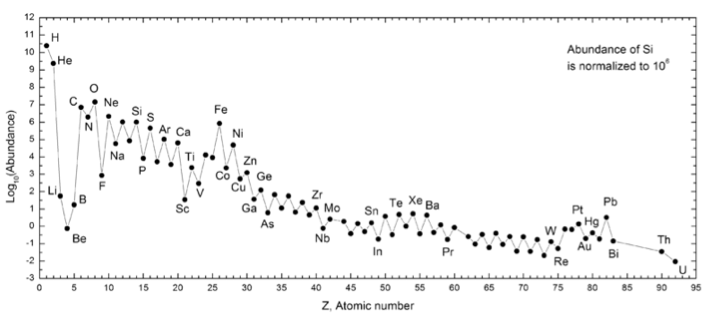 12
11
10
9
8
7
6
5
4
3
2
1
0
-1
-2
-3
Log10(Abundance)
H
He
Li
Be
B
C
N
O
F
Ne
Na
Si
P
S
Ar
Ca
Sc
Ti
V
Fe
Co
Ni
Cu
Zn
Ga
Ge
As
Zr
Nb
Mo
Sn
In
Te
Xe
Ba
Pr
W
Re
Pt
Au
Hg
Pb
Bi
Th
U
Abundance of Si
is normalized to 10⁶
0 5 10 15 20 25 30 35 40 45 50 55 60 65 70 75 80 85 90 95
Z, Atomic number